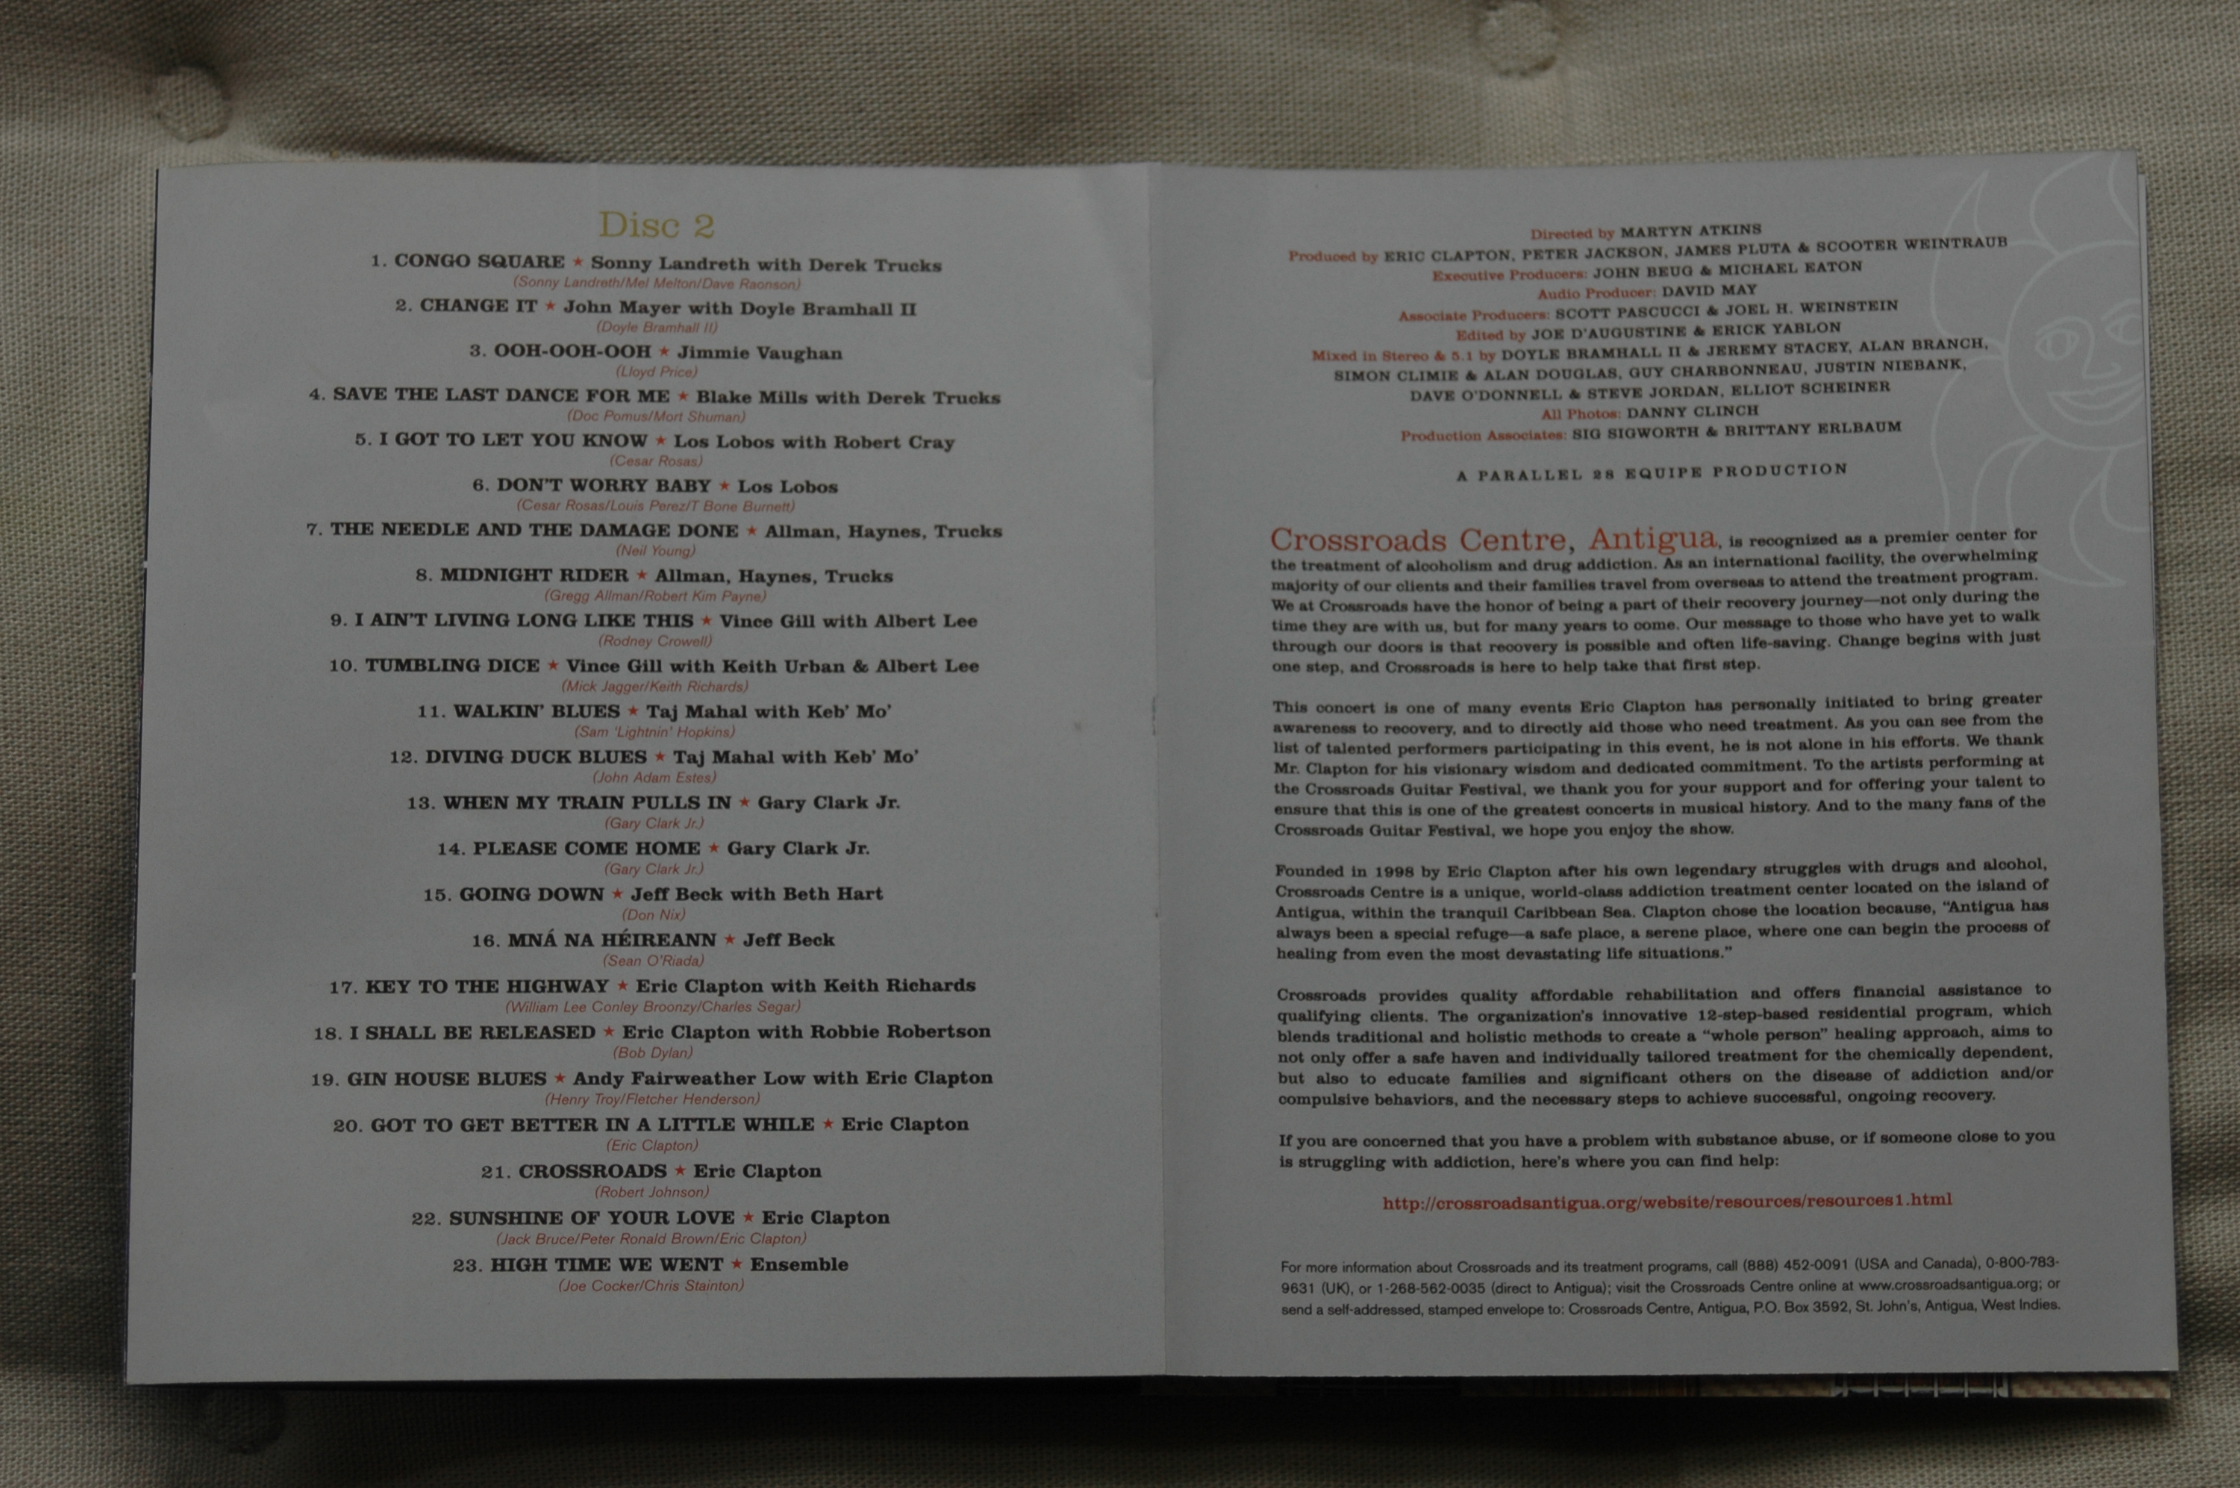 Disc 2
1. CONGO SQUARE ★ Sonny Landreth with Derek Trucks
(Sonny Landreth/Mel Melton/Dave Raonson)
2. CHANGE IT ★ John Mayer with Doyle Bramhall II
(Doyle Bramhall II)
3. OOH-OOH-OOH ★ Jimmie Vaughan
(Lloyd Price)
4. SAVE THE LAST DANCE FOR ME ★ Blake Mills with Derek Trucks
(Doc Pomus/Mort Shuman)
5. I GOT TO LET YOU KNOW ★ Los Lobos with Robert Cray
(Cesar Rosas)
6. DON'T WORRY BABY ★ Los Lobos
(Cesar Rosas/Louis Perez/T Bone Burnett)
7. THE NEEDLE AND THE DAMAGE DONE ★ Allman, Haynes, Trucks
(Neil Young)
8. MIDNIGHT RIDER ★ Allman, Haynes, Trucks
(Gregg Allman/Robert Kim Payne)
9. I AIN'T LIVING LONG LIKE THIS ★ Vince Gill with Albert Lee
(Rodney Crowell)
10. TUMBLING DICE ★ Vince Gill with Keith Urban & Albert Lee
(Mick Jagger/Keith Richards)
11. WALKIN' BLUES ★ Taj Mahal with Keb' Mo'
(Sam 'Lightnin' Hopkins)
12. DIVING DUCK BLUES ★ Taj Mahal with Keb' Mo'
(John Adam Estes)
13. WHEN MY TRAIN PULLS IN ★ Gary Clark Jr.
(Gary Clark Jr.)
14. PLEASE COME HOME ★ Gary Clark Jr.
(Gary Clark Jr.)
15. GOING DOWN ★ Jeff Beck with Beth Hart
(Don Nix)
16. MNÁ NA HÉIREANN ★ Jeff Beck
(Sean O'Riada)
17. KEY TO THE HIGHWAY ★ Eric Clapton with Keith Richards
(William Lee Conley Broonzy/Charles Segar)
18. I SHALL BE RELEASED ★ Eric Clapton with Robbie Robertson
(Bob Dylan)
19. GIN HOUSE BLUES ★ Andy Fairweather Low with Eric Clapton
(Henry Troy/Fletcher Henderson)
20. GOT TO GET BETTER IN A LITTLE WHILE ★ Eric Clapton
(Eric Clapton)
21. CROSSROADS ★ Eric Clapton
(Robert Johnson)
22. SUNSHINE OF YOUR LOVE ★ Eric Clapton
(Jack Bruce/Peter Ronald Brown/Eric Clapton)
23. HIGH TIME WE WENT ★ Ensemble
(Joe Cocker/Chris Stainton)
Directed by MARTYN ATKINS
Produced by ERIC CLAPTON, PETER JACKSON, JAMES PLUTA & SCOOTER WEINTRAUB
Executive Producers: JOHN BEUG & MICHAEL EATON
Audio Producer: DAVID MAY
Associate Producers: SCOTT PASCUCCI & JOEL H. WEINSTEIN
Edited by JOE D'AUGUSTINE & ERICK YABLON
Mixed in Stereo & 5.1 by DOYLE BRAMHALL II & JEREMY STACEY, ALAN BRANCH,
SIMON CLIMIE & ALAN DOUGLAS, GUY CHARBONNEAU, JUSTIN NIEBANK,
DAVE O'DONNELL & STEVE JORDAN, ELLIOT SCHEINER
All Photos: DANNY CLINCH
Production Associates: SIG SIGWORTH & BRITTANY ERLBAUM
A PARALLEL 28 EQUIPE PRODUCTION
Crossroads Centre, Antigua, is recognized as a premier center for
the treatment of alcoholism and drug addiction. As an international facility, the overwhelming
majority of our clients and their families travel from overseas to attend the treatment program.
We at Crossroads have the honor of being a part of their recovery journey—not only during the
time they are with us, but for many years to come. Our message to those who have yet to walk
through our doors is that recovery is possible and often life-saving. Change begins with just
one step, and Crossroads is here to help take that first step.
This concert is one of many events Eric Clapton has personally initiated to bring greater
awareness to recovery, and to directly aid those who need treatment. As you can see from the
list of talented performers participating in this event, he is not alone in his efforts. We thank
Mr. Clapton for his visionary wisdom and dedicated commitment. To the artists performing at
the Crossroads Guitar Festival, we thank you for your support and for offering your talent to
ensure that this is one of the greatest concerts in musical history. And to the many fans of the
Crossroads Guitar Festival, we hope you enjoy the show.
Founded in 1998 by Eric Clapton after his own legendary struggles with drugs and alcohol,
Crossroads Centre is a unique, world-class addiction treatment center located on the island of
Antigua, within the tranquil Caribbean Sea. Clapton chose the location because, "Antigua has
always been a special refuge—a safe place, a serene place, where one can begin the process of
healing from even the most devastating life situations."
Crossroads provides quality affordable rehabilitation and offers financial assistance to
qualifying clients. The organization's innovative 12-step-based residential program, which
blends traditional and holistic methods to create a "whole person" healing approach, aims to
not only offer a safe haven and individually tailored treatment for the chemically dependent,
but also to educate families and significant others on the disease of addiction and/or
compulsive behaviors, and the necessary steps to achieve successful, ongoing recovery.
If you are concerned that you have a problem with substance abuse, or if someone close to you
is struggling with addiction, here's where you can find help:
http://crossroadsantigua.org/website/resources/resources1.html
For more information about Crossroads and its treatment programs, call (888) 452-0091 (USA and Canada), 0-800-783-
9631 (UK), or 1-268-562-0035 (direct to Antigua); visit the Crossroads Centre online at www.crossroadsantigua.org; or
send a self-addressed, stamped envelope to: Crossroads Centre, Antigua, P.O. Box 3592, St. John's, Antigua, West Indies.